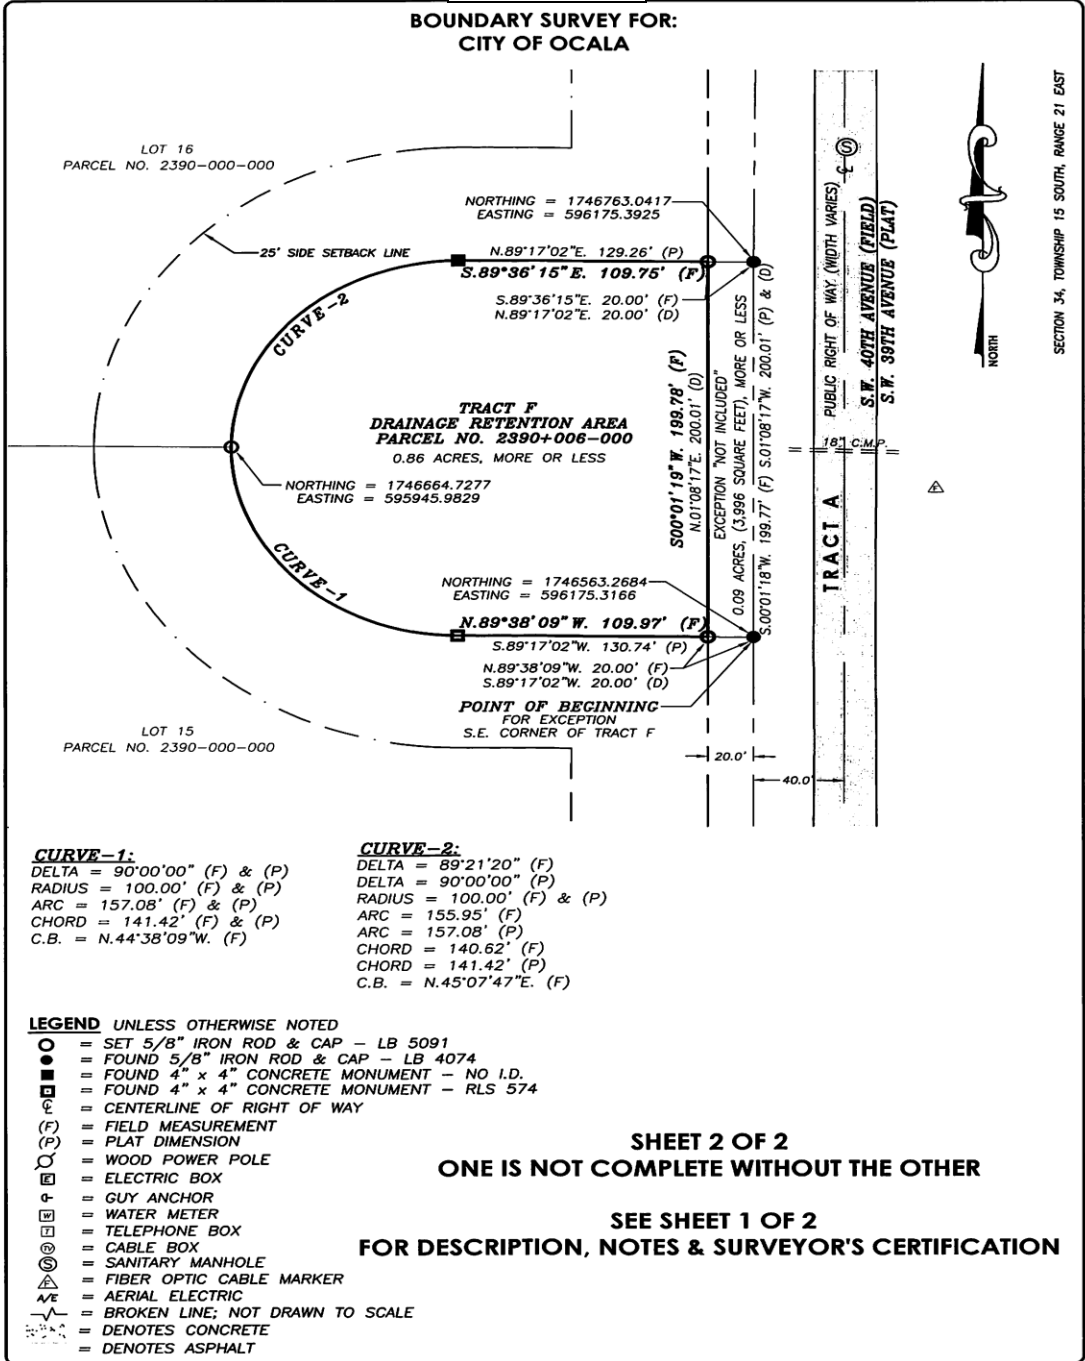 BOUNDARY SURVEY FOR:
CITY OF OCALA
SECTION 34, TOWNSHIP 15 SOUTH, RANGE 21 EAST
LOT 16
PARCEL NO. 2390-000-000
25' SIDE SETBACK LINE
NORTHING = 1746763.0417
EASTING = 596175.3925
N.89°17'02"E. 129.26' (P)
S.89°36'15"E. 109.75' (F)
S.89°36'15"E. 20.00' (F)
N.89°17'02"E. 20.00' (D)
CURVE-2
TRACT F
DRAINAGE RETENTION AREA
PARCEL NO. 2390+006-000
0.86 ACRES, MORE OR LESS
NORTHING = 1746664.7277
EASTING = 595945.9829
CURVE-1
S00°01'19"W. 199.78' (F)
N.01°08'17"E. 200.01' (D)
EXCEPTION "NOT INCLUDED"
0.09 ACRES, (3,996 SQUARE FEET), MORE OR LESS
S.00°01'18"W. 199.77' (F) S.01°08'17"W. 200.01' (P) & (D)
PUBLIC RIGHT OF WAY (WIDTH VARIES)
S.W. 40TH AVENUE (FIELD)
S.W. 39TH AVENUE (PLAT)
S
℄
18" C.M.P.
TRACT A
F
NORTH
NORTHING = 1746563.2684
EASTING = 596175.3166
N.89°38'09"W. 109.97' (F)
S.89°17'02"W. 130.74' (P)
N.89°38'09"W. 20.00' (F)
S.89°17'02"W. 20.00' (D)
POINT OF BEGINNING
FOR EXCEPTION
S.E. CORNER OF TRACT F
LOT 15
PARCEL NO. 2390-000-000
20.0'
40.0'
CURVE-1:
DELTA = 90°00'00" (F) & (P)
RADIUS = 100.00' (F) & (P)
ARC = 157.08' (F) & (P)
CHORD = 141.42' (F) & (P)
C.B. = N.44°38'09"W. (F)
CURVE-2:
DELTA = 89°21'20" (F)
DELTA = 90°00'00" (P)
RADIUS = 100.00' (F) & (P)
ARC = 155.95' (F)
ARC = 157.08' (P)
CHORD = 140.62' (F)
CHORD = 141.42' (P)
C.B. = N.45°07'47"E. (F)
LEGEND UNLESS OTHERWISE NOTED
= SET 5/8" IRON ROD & CAP - LB 5091
= FOUND 5/8" IRON ROD & CAP - LB 4074
= FOUND 4" x 4" CONCRETE MONUMENT - NO I.D.
= FOUND 4" x 4" CONCRETE MONUMENT - RLS 574
℄ = CENTERLINE OF RIGHT OF WAY
(F) = FIELD MEASUREMENT
(P) = PLAT DIMENSION
= WOOD POWER POLE
E = ELECTRIC BOX
= GUY ANCHOR
W = WATER METER
T = TELEPHONE BOX
TV = CABLE BOX
S = SANITARY MANHOLE
F = FIBER OPTIC CABLE MARKER
A/E = AERIAL ELECTRIC
= BROKEN LINE; NOT DRAWN TO SCALE
= DENOTES CONCRETE
= DENOTES ASPHALT
SHEET 2 OF 2
ONE IS NOT COMPLETE WITHOUT THE OTHER
SEE SHEET 1 OF 2
FOR DESCRIPTION, NOTES & SURVEYOR'S CERTIFICATION